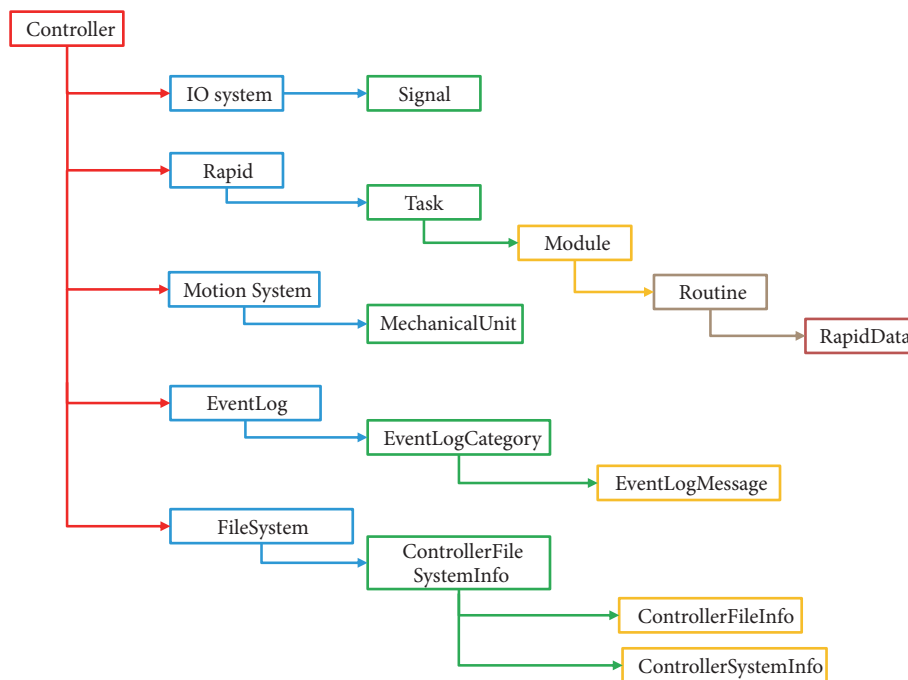 Controller
IO system
Signal
Rapid
Task
Module
Motion System
Routine
MechanicalUnit
RapidData
EventLog
EventLogCategory
EventLogMessage
FileSystem
ControllerFile
SystemInfo
ControllerFileInfo
ControllerSystemInfo